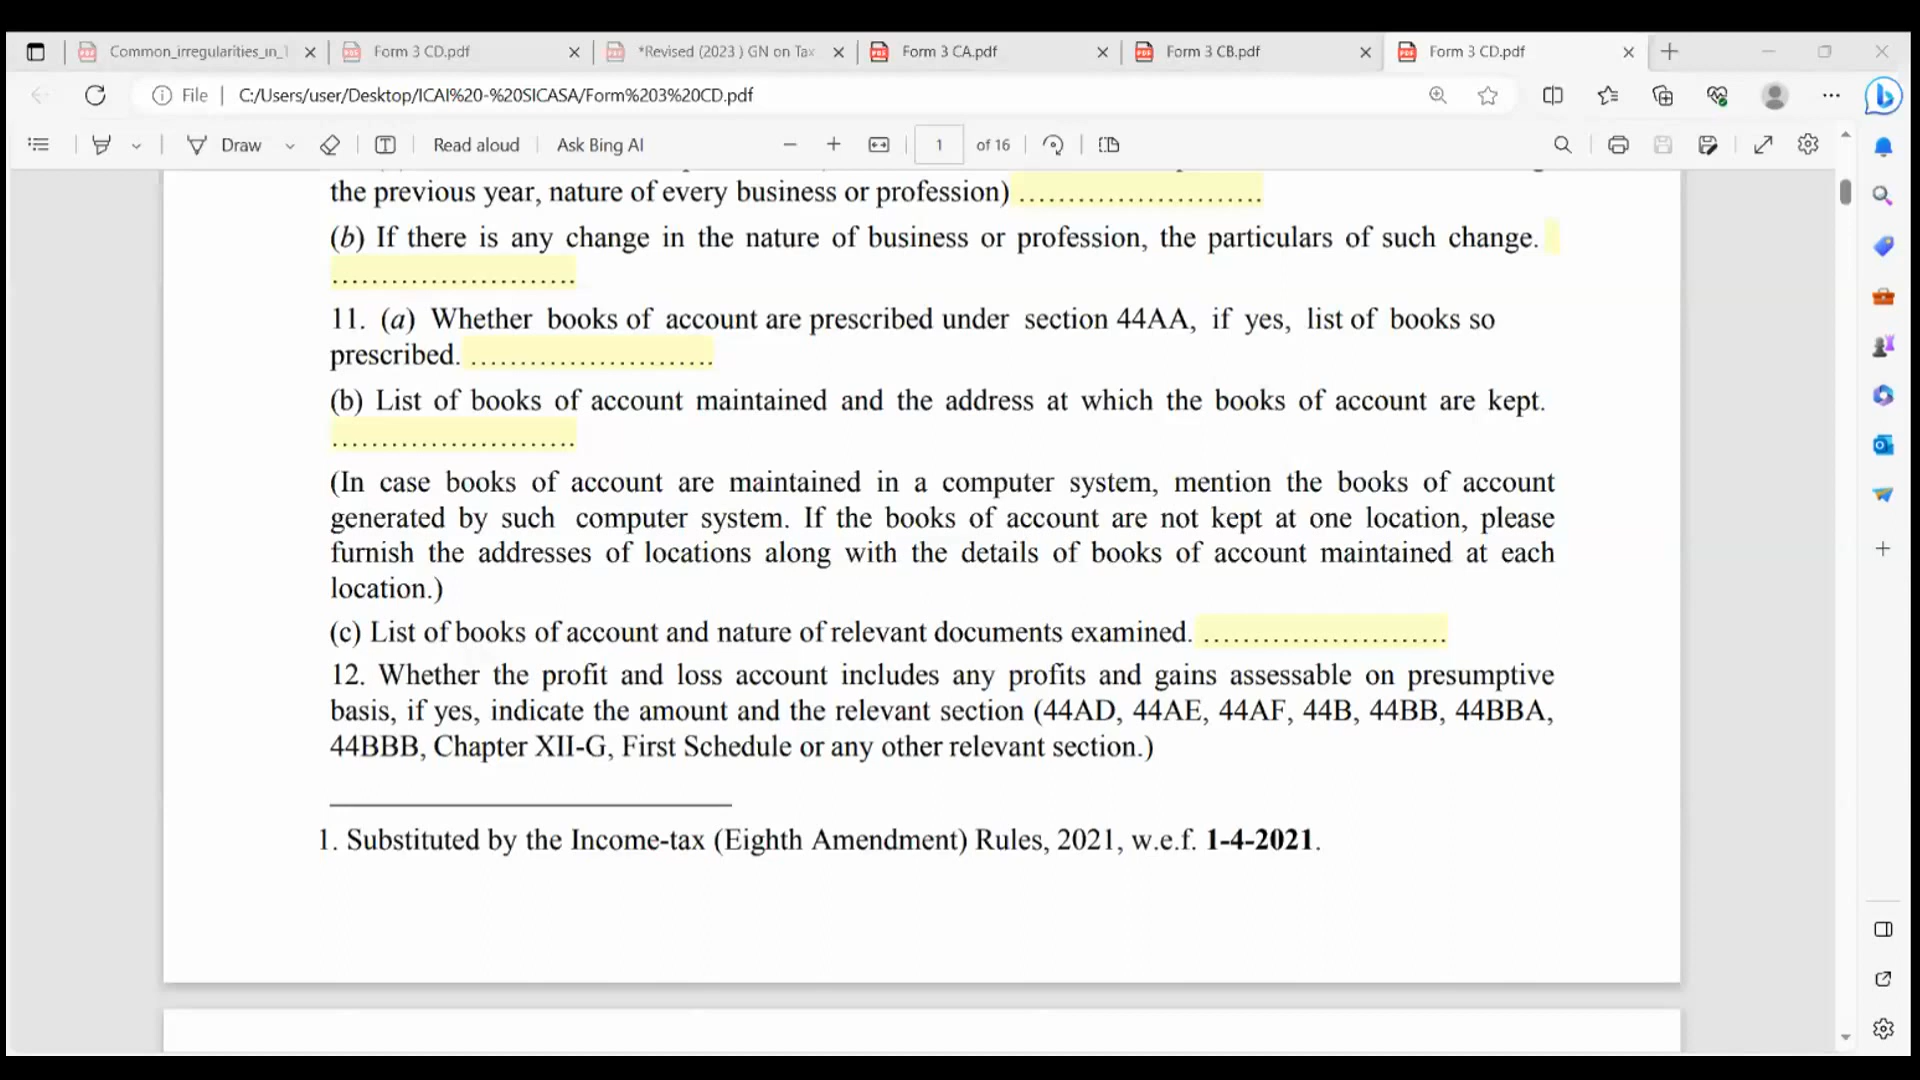 Common_irregularities_in_T
Form 3 CD.pdf
*Revised (2023 ) GN on Tax
Form 3 CA.pdf
Form 3 CB.pdf
Form 3 CD.pdf
File
C:/Users/user/Desktop/ICAI%20-%20SICASA/Form%203%20CD.pdf
Draw
Read aloud
Ask Bing AI
1 of 16
the previous year, nature of every business or profession) ……………………
(b) If there is any change in the nature of business or profession, the particulars of such change.
……………………
11. (a) Whether books of account are prescribed under section 44AA, if yes, list of books so
prescribed. ……………………
(b) List of books of account maintained and the address at which the books of account are kept.
……………………
(In case books of account are maintained in a computer system, mention the books of account
generated by such computer system. If the books of account are not kept at one location, please
furnish the addresses of locations along with the details of books of account maintained at each
location.)
(c) List of books of account and nature of relevant documents examined. ……………………
12. Whether the profit and loss account includes any profits and gains assessable on presumptive
basis, if yes, indicate the amount and the relevant section (44AD, 44AE, 44AF, 44B, 44BB, 44BBA,
44BBB, Chapter XII-G, First Schedule or any other relevant section.)
1. Substituted by the Income-tax (Eighth Amendment) Rules, 2021, w.e.f. 1-4-2021.